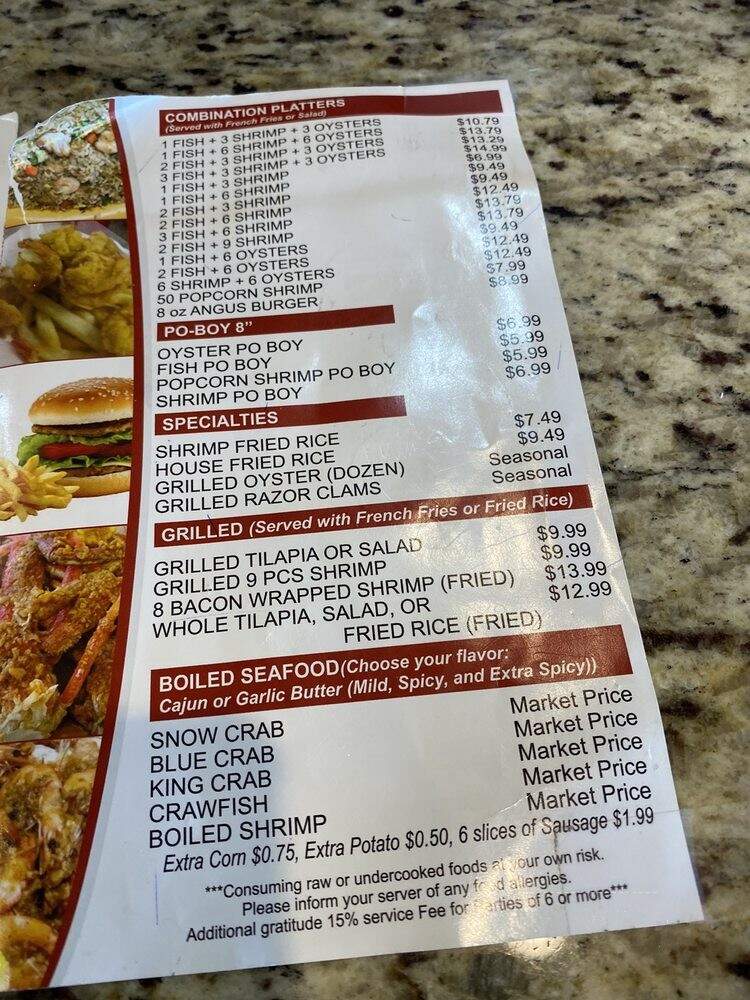 COMBINATION PLATTERS
(Served with French Fries or Salad)
1 FISH + 3 SHRIMP + 3 OYSTERS $10.79
1 FISH + 6 SHRIMP + 6 OYSTERS $13.79
2 FISH + 3 SHRIMP + 3 OYSTERS $13.29
3 FISH + 3 SHRIMP + 3 OYSTERS $14.99
1 FISH + 3 SHRIMP $6.99
1 FISH + 6 SHRIMP $9.49
2 FISH + 3 SHRIMP $9.49
2 FISH + 6 SHRIMP $12.49
3 FISH + 6 SHRIMP $13.79
2 FISH + 9 SHRIMP $13.79
1 FISH + 6 OYSTERS $9.49
2 FISH + 6 OYSTERS $12.49
6 SHRIMP + 6 OYSTERS $12.49
50 POPCORN SHRIMP $7.99
8 oz ANGUS BURGER $8.99
PO-BOY 8”
OYSTER PO BOY $6.99
FISH PO BOY $5.99
POPCORN SHRIMP PO BOY $5.99
SHRIMP PO BOY $6.99
SPECIALTIES
SHRIMP FRIED RICE $7.49
HOUSE FRIED RICE $9.49
GRILLED OYSTER (DOZEN) Seasonal
GRILLED RAZOR CLAMS Seasonal
GRILLED (Served with French Fries or Fried Rice)
GRILLED TILAPIA OR SALAD $9.99
GRILLED 9 PCS SHRIMP $9.99
8 BACON WRAPPED SHRIMP (FRIED) $13.99
WHOLE TILAPIA, SALAD, OR $12.99
FRIED RICE (FRIED)
BOILED SEAFOOD (Choose your flavor:
Cajun or Garlic Butter (Mild, Spicy, and Extra Spicy))
SNOW CRAB Market Price
BLUE CRAB Market Price
KING CRAB Market Price
CRAWFISH Market Price
BOILED SHRIMP Market Price
Extra Corn $0.75, Extra Potato $0.50, 6 slices of Sausage $1.99
***Consuming raw or undercooked foods at your own risk.
Please inform your server of any food allergies.
Additional gratitude 15% service Fee for Parties of 6 or more***